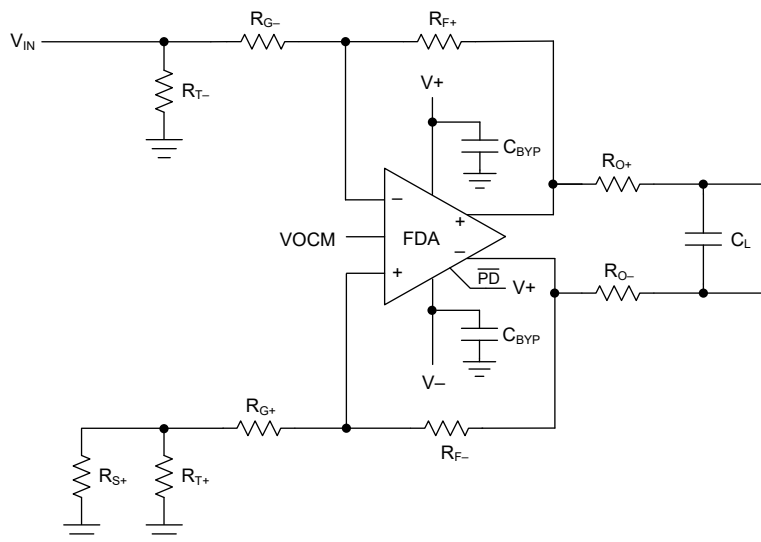 RG– RF+
VIN
RT–
V+
CBYP
RO+
–
+
VOCM FDA
–
CL
+
PD V+
RO–
CBYP
V–
RG+
RF–
RS+ RT+